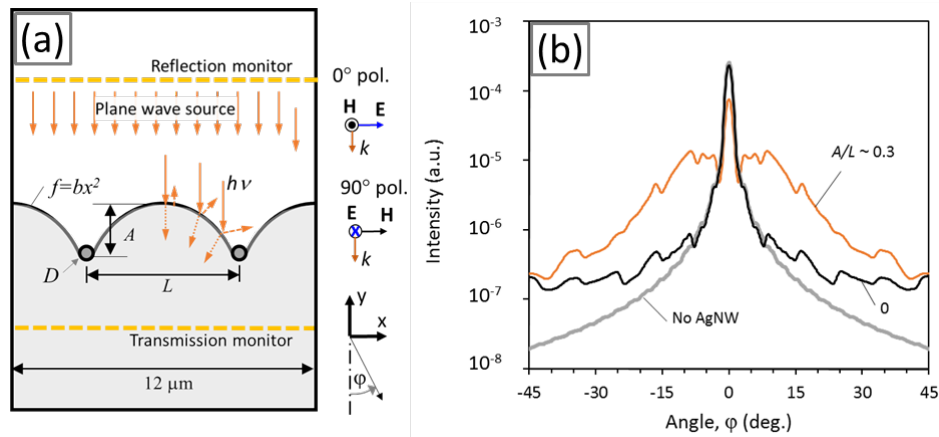 (a)
Reflection monitor
Plane wave source
f=bx²
hν
A
D
L
Transmission monitor
12 μm
0° pol.
H
E
k
90° pol.
E
H
k
y
x
φ
(b)
Intensity (a.u.)
10⁻³
10⁻⁴
10⁻⁵
10⁻⁶
10⁻⁷
10⁻⁸
A/L ~ 0.3
No AgNW
0
-45 -30 -15 0 15 30 45
Angle, φ (deg.)